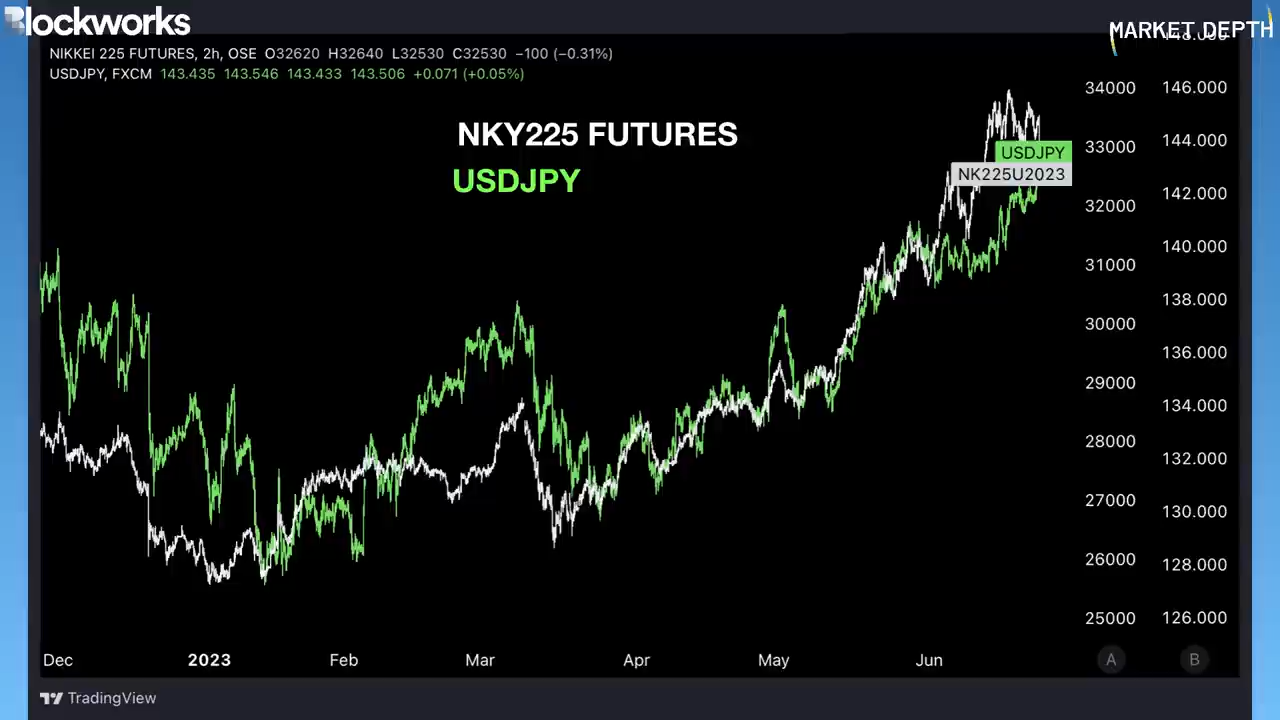 Blockworks
MARKET DEPTH
NIKKEI 225 FUTURES, 2h, OSE O32620 H32640 L32530 C32530 −100 (−0.31%)
USDJPY, FXCM 143.435 143.546 143.433 143.506 +0.071 (+0.05%)
148.000
NKY225 FUTURES
USDJPY
34000 146.000
33000 144.000
USDJPY
NK225U2023
32000 142.000
31000 140.000
30000 138.000
29000 136.000
28000 134.000
27000 132.000
26000 130.000
25000 128.000
126.000
Dec 2023 Feb Mar Apr May Jun A B
TradingView